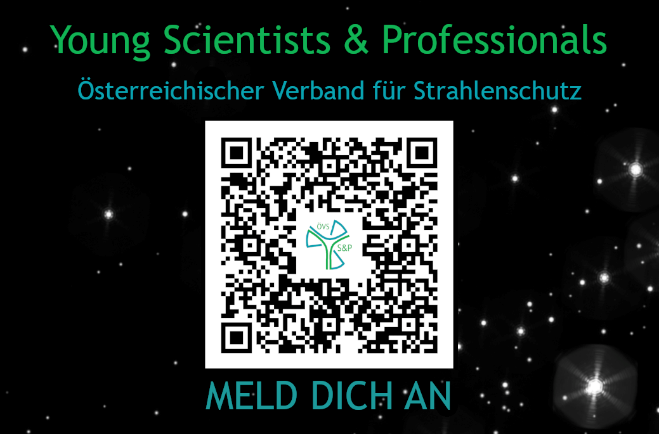 Young Scientists & Professionals
Österreichischer Verband für Strahlenschutz
ÖVS
S&P
MELD DICH AN